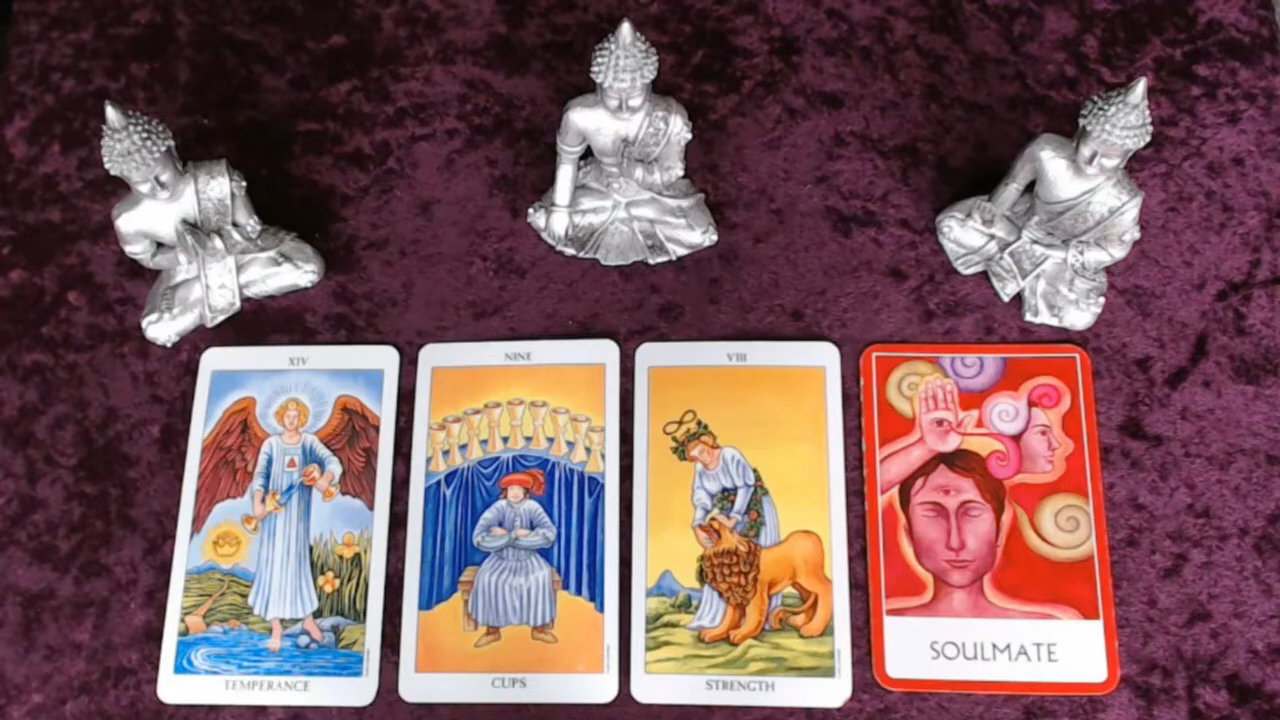 XIV
TEMPERANCE
NINE
CUPS
VIII
STRENGTH
SOULMATE